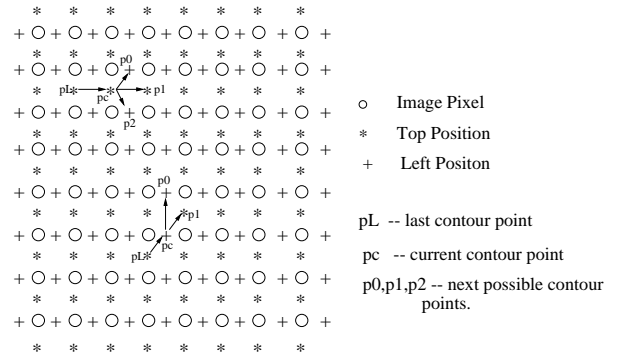 p0
pL
pc
p1
p2
p0
p1
pc
pL
Image Pixel
* Top Position
+ Left Positon
pL -- last contour point
pc -- current contour point
p0,p1,p2 -- next possible contour
points.